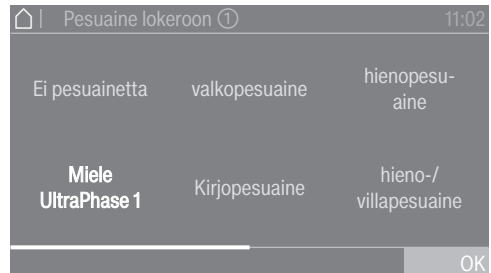 Pesuaine lokeroon ① 11:02
Ei pesuainetta
valkopesuaine
hienopesu-
aine
Miele
UltraPhase 1
Kirjopesuaine
hieno-/
villapesuaine
OK